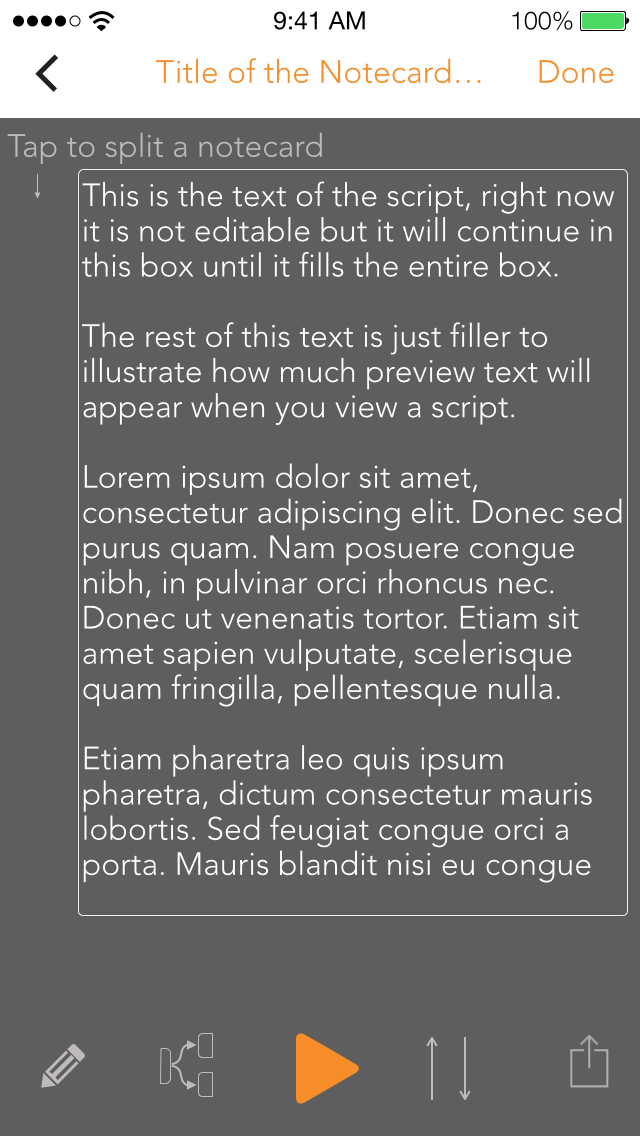 9:41 AM 100%
Title of the Notecard... Done
Tap to split a notecard
This is the text of the script, right now
it is not editable but it will continue in
this box until it fills the entire box.
The rest of this text is just filler to
illustrate how much preview text will
appear when you view a script.
Lorem ipsum dolor sit amet,
consectetur adipiscing elit. Donec sed
purus quam. Nam posuere congue
nibh, in pulvinar orci rhoncus nec.
Donec ut venenatis tortor. Etiam sit
amet sapien vulputate, scelerisque
quam fringilla, pellentesque nulla.
Etiam pharetra leo quis ipsum
pharetra, dictum consectetur mauris
lobortis. Sed feugiat congue orci a
porta. Mauris blandit nisi eu congue